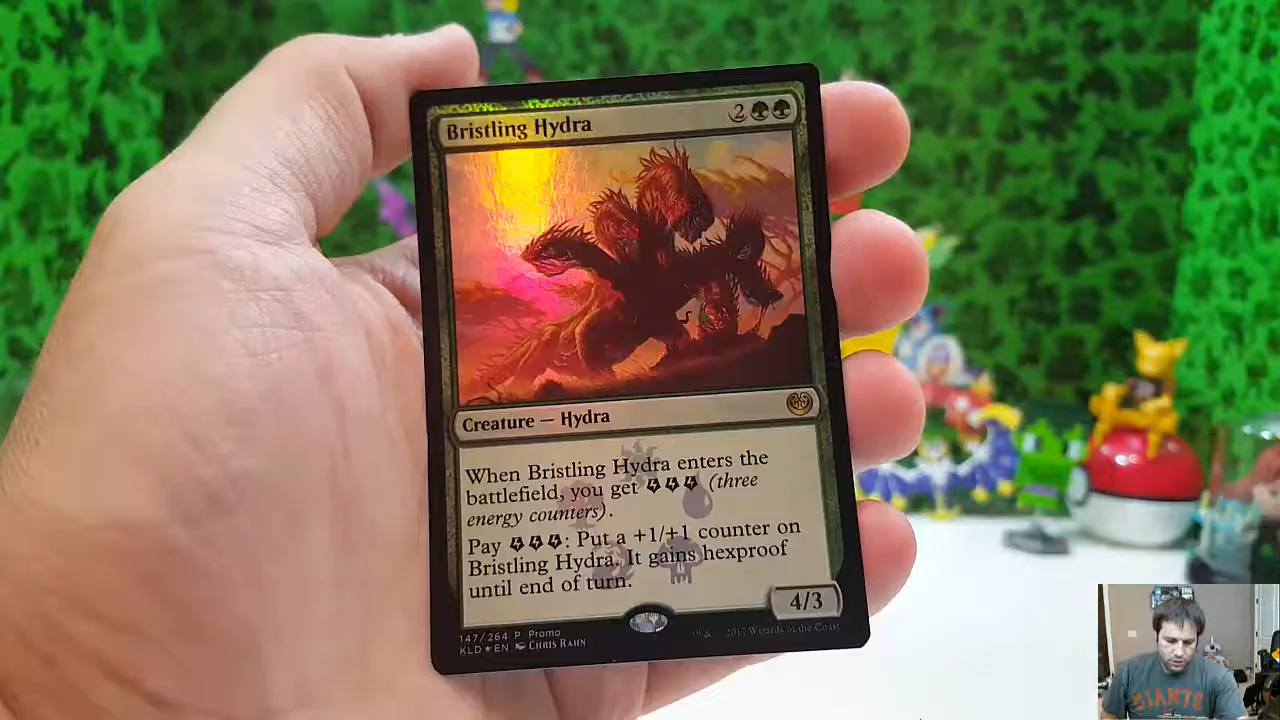 Bristling Hydra 2
Creature — Hydra
When Bristling Hydra enters the
battlefield, you get (three
energy counters).
Pay : Put a +1/+1 counter on
Bristling Hydra. It gains hexproof
until end of turn.
4/3
147/264 P Promo
KLD★EN Chris Rahn
™ & 2017 Wizards of the Coast
GIANTS